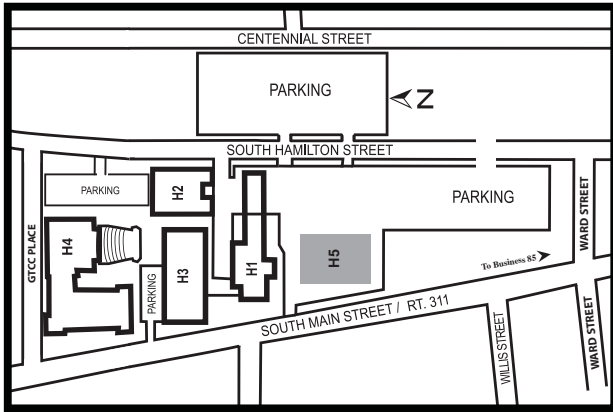 CENTENNIAL STREET
PARKING
N
SOUTH HAMILTON STREET
PARKING
H2
PARKING
GTCC PLACE
H4
H3
H1
H5
PARKING
WARD STREET
To Business 85
SOUTH MAIN STREET / RT. 311
WILLIS STREET
WARD STREET